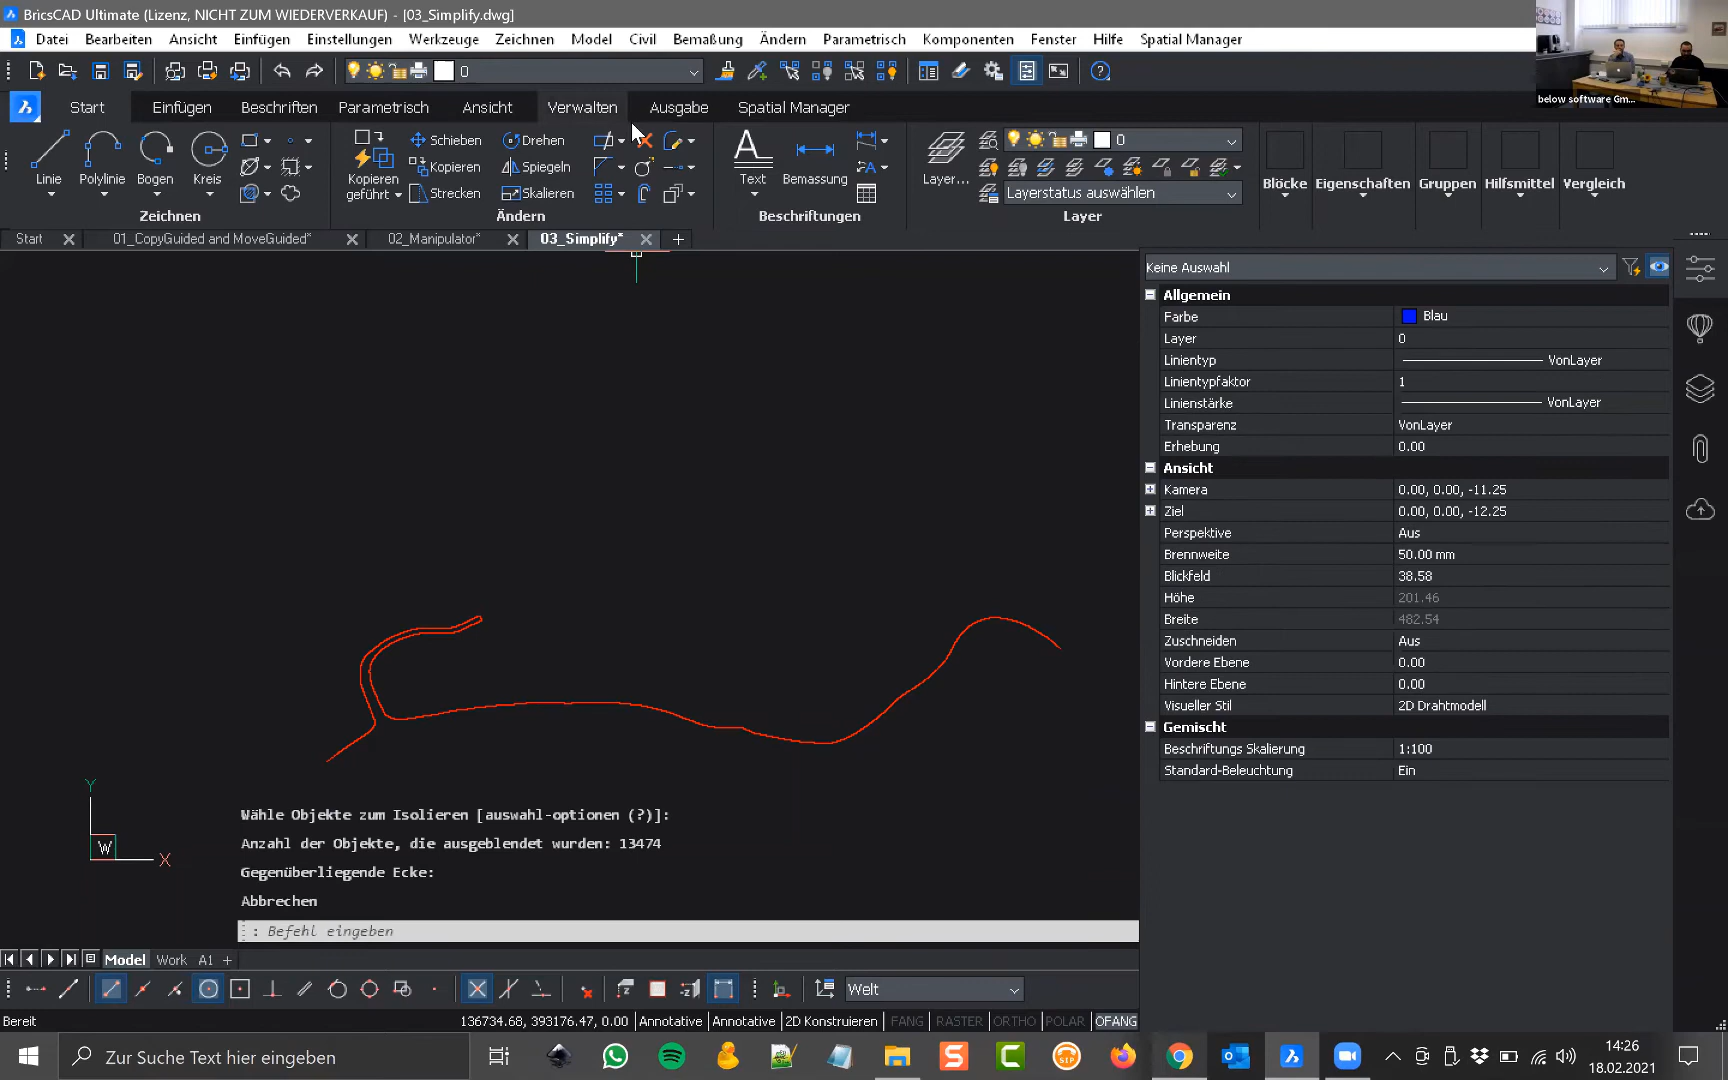 BricsCAD Ultimate (Lizenz, NICHT ZUM WIEDERVERKAUF) - [03_Simplify.dwg]
below software Gm...
Datei Bearbeiten Ansicht Einfügen Einstellungen Werkzeuge Zeichnen Model Civil Bemaßung Ändern Parametrisch Komponenten Fenster Hilfe Spatial Manager
0
Start Einfügen Beschriften Parametrisch Ansicht Verwalten Ausgabe Spatial Manager
Linie Polylinie Bogen Kreis
Zeichnen
Kopieren geführt
Schieben Drehen
Kopieren Spiegeln
Strecken Skalieren
Ändern
A
Text Bemassung
Beschriftungen
Layer...
0
Layerstatus auswählen
Layer
Blöcke Eigenschaften Gruppen Hilfsmittel Vergleich
Start 01_CopyGuided and MoveGuided* 02_Manipulator* 03_Simplify* +
Keine Auswahl
Allgemein
Farbe Blau
Layer 0
Linientyp VonLayer
Linientypfaktor 1
Linienstärke VonLayer
Transparenz VonLayer
Erhebung 0.00
Ansicht
Kamera 0.00, 0.00, -11.25
Ziel 0.00, 0.00, -12.25
Perspektive Aus
Brennweite 50.00 mm
Blickfeld 38.58
Höhe 201.46
Breite 482.54
Zuschneiden Aus
Vordere Ebene 0.00
Hintere Ebene 0.00
Visueller Stil 2D Drahtmodell
Gemischt
Beschriftungs Skalierung 1:100
Standard-Beleuchtung Ein
Y
W
X
Wähle Objekte zum Isolieren [auswahl-optionen (?)]:
Anzahl der Objekte, die ausgeblendet wurden: 13474
Gegenüberliegende Ecke:
Abbrechen
: Befehl eingeben
Model Work A1 +
Welt
Bereit 136734.68, 393176.47, 0.00 Annotative Annotative 2D Konstruieren FANG RASTER ORTHO POLAR OFANG
Zur Suche Text hier eingeben
14:26
18.02.2021